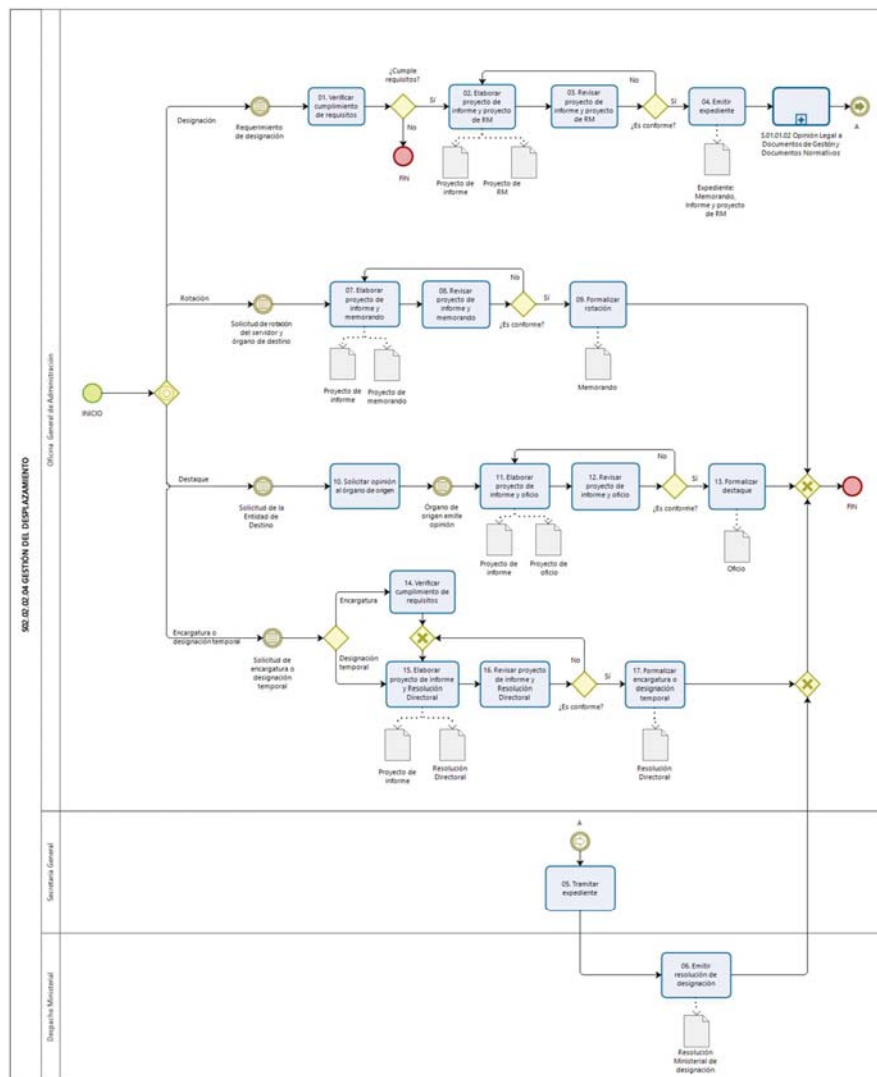 S02.02.02.04 GESTIÓN DEL DESPLAZAMIENTO
Oficina General de Administración
INICIO
Designación
Requerimiento
de designación
01. Verificar
cumplimiento
de requisitos
¿Cumple
requisitos?
Sí
No
FIN
02. Elaborar
proyecto de
informe y proyecto
de RM
Proyecto de
informe
Proyecto de
RM
03. Revisar
proyecto de
informe y proyecto
de RM
No
Sí
¿Es conforme?
04. Emitir
expediente
Expediente:
Memorando,
Informe y proyecto
de RM
S.01.01.02 Opinión Legal a
Documentos de Gestión y
Documentos Normativos
A
Rotación
Solicitud de rotación
del servidor y
órgano de destino
07. Elaborar
proyecto de
informe y
memorando
Proyecto de
informe
Proyecto de
memorando
08. Revisar
proyecto de
informe y
memorando
No
Sí
¿Es conforme?
09. Formalizar
rotación
Memorando
Destaque
Solicitud de la
Entidad de
Destino
10. Solicitar opinión
al órgano de origen
Órgano de
origen emite
opinión
11. Elaborar
proyecto de
informe y oficio
Proyecto de
informe
Proyecto de
oficio
12. Revisar
proyecto de
informe y oficio
No
Sí
¿Es conforme?
13. Formalizar
destaque
Oficio
FIN
Encargatura o
designación temporal
Solicitud de
encargatura o
designación
temporal
Encargatura
Designación
temporal
14. Verificar
cumplimiento de
requisitos
15. Elaborar
proyecto de informe
y Resolución
Directoral
Proyecto de
informe
Resolución
Directoral
16. Revisar proyecto
de informe y
Resolución
Directoral
No
Sí
¿Es conforme?
17. Formalizar
encargatura o
designación
temporal
Resolución
Directoral
Secretaría General
A
05. Tramitar
expediente
Despacho Ministerial
06. Emitir
resolución de
designación
Resolución
Ministerial de
designación